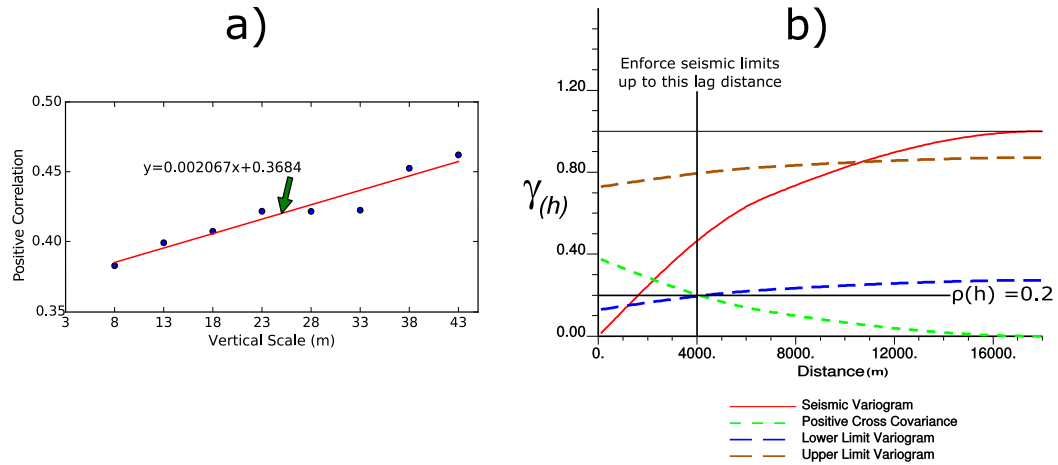 a)
0.50
0.45
0.40
0.35
Positive Correlation
y=0.002067x+0.3684
3 8 13 18 23 28 33 38 43
Vertical Scale (m)
b)
Enforce seismic limits
up to this lag distance
1.20
0.80
0.40
0.00
γ(h)
ρ(h) =0.2
0. 4000. 8000. 12000. 16000.
Distance(m)
Seismic Variogram
Positive Cross Covariance
Lower Limit Variogram
Upper Limit Variogram